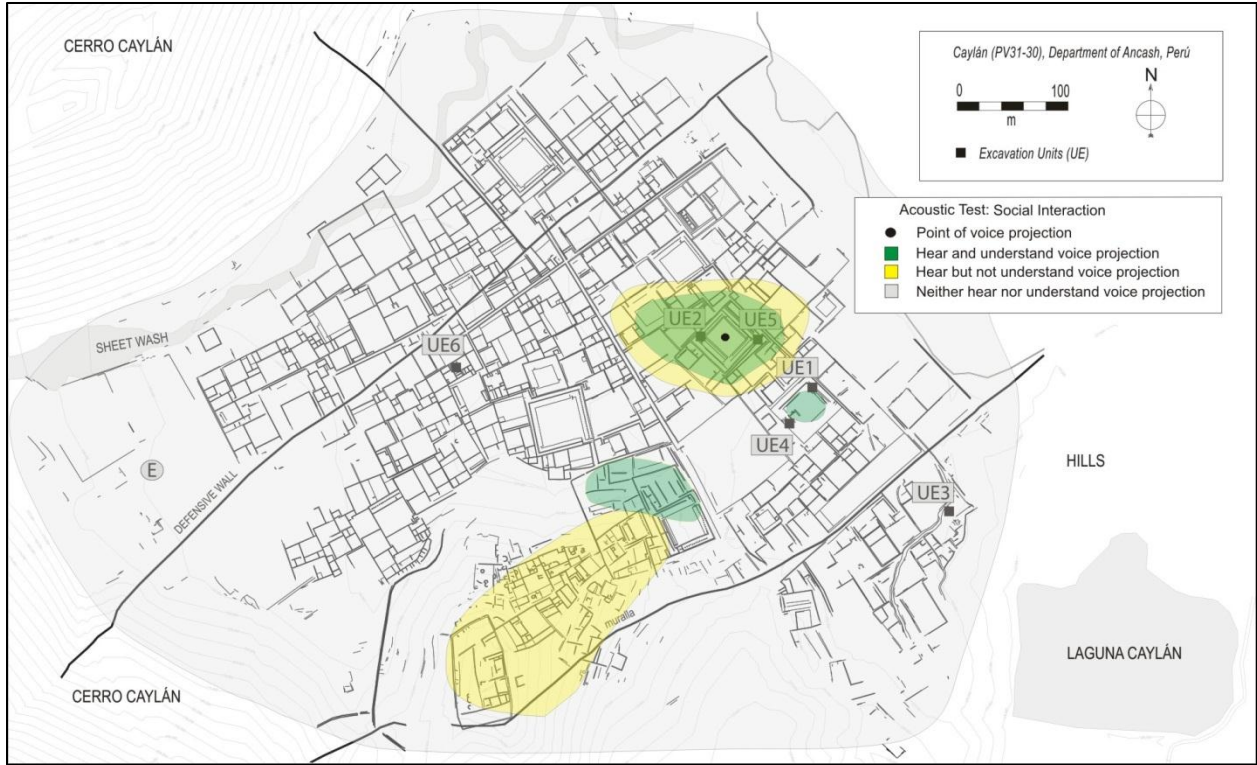 CERRO CAYLÁN
Caylán (PV31-30), Department of Ancash, Perú
0 100
m
N
Excavation Units (UE)
Acoustic Test: Social Interaction
Point of voice projection
Hear and understand voice projection
Hear but not understand voice projection
Neither hear nor understand voice projection
SHEET WASH
UE2
UE5
UE6
UE1
UE4
E
DEFENSIVE WALL
HILLS
UE3
muralla
LAGUNA CAYLÁN
CERRO CAYLÁN